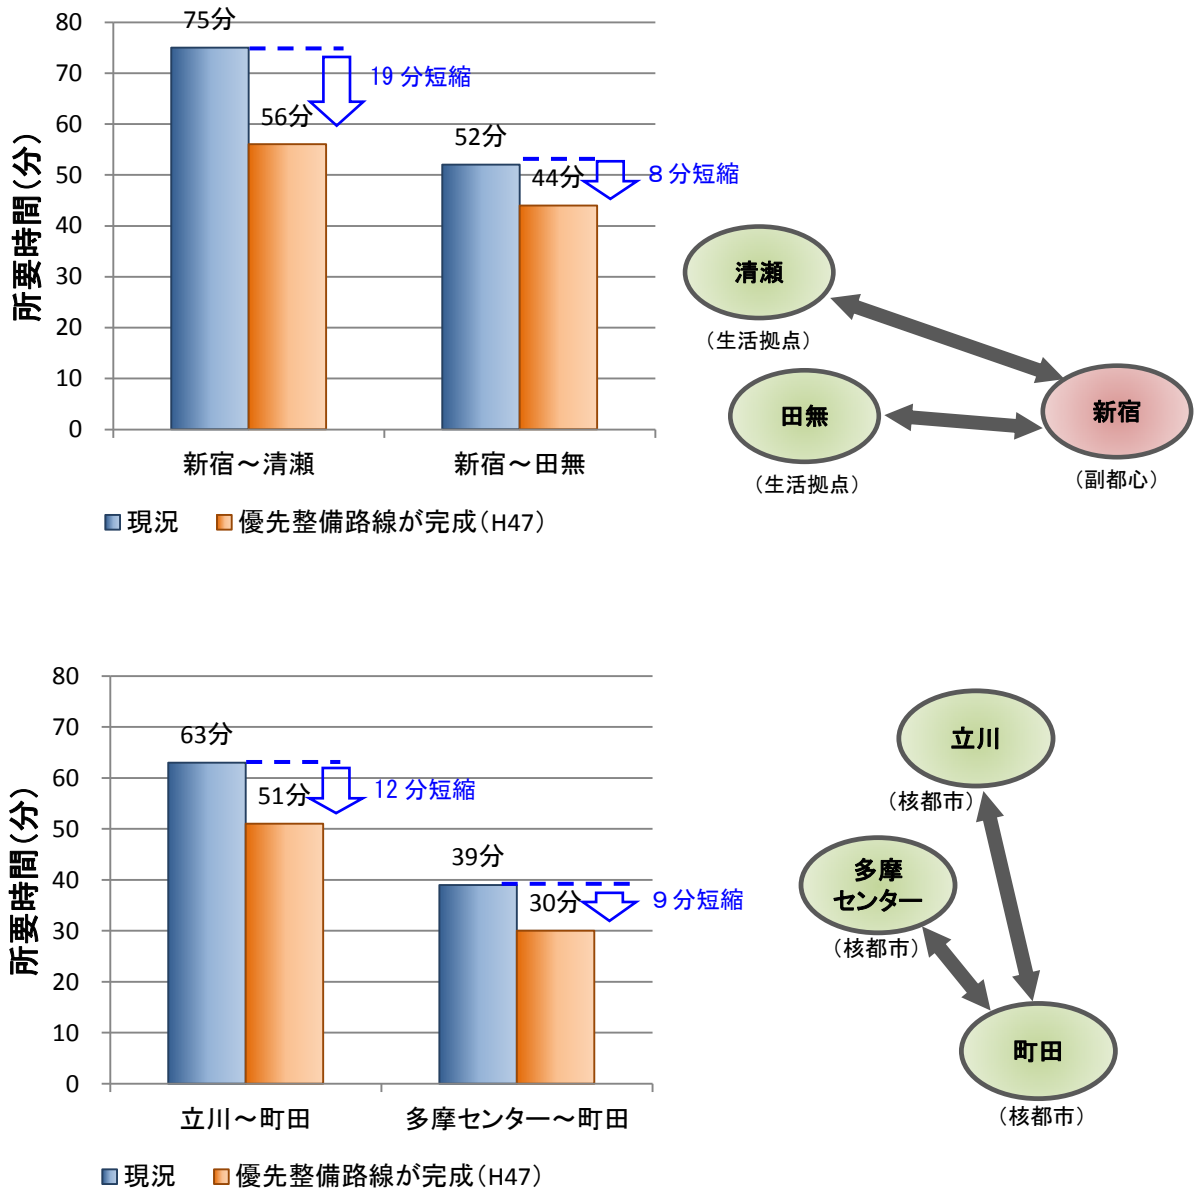 所要時間(分)
80
70
60
50
40
30
20
10
0
75分
56分
19 分短縮
52分
44分
8 分短縮
新宿～清瀬
新宿～田無
現況
優先整備路線が完成(H47)
清瀬
(生活拠点)
田無
(生活拠点)
新宿
(副都心)
所要時間(分)
80
70
60
50
40
30
20
10
0
63分
51分
12 分短縮
39分
30分
9 分短縮
立川～町田
多摩センター～町田
現況
優先整備路線が完成(H47)
立川
(核都市)
多摩
センター
(核都市)
町田
(核都市)